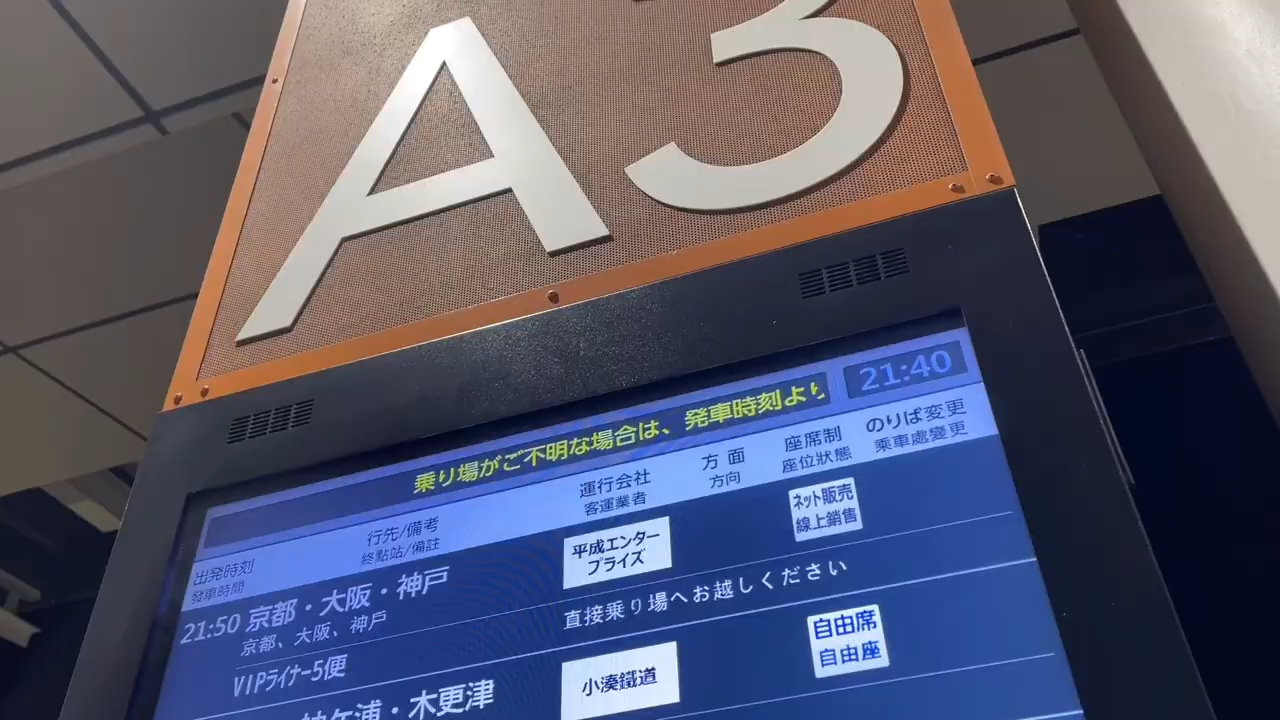 A3
21:40
乗り場がご不明な場合は、発車時刻より
出発時刻 行先/備考 運行会社 方面 座席制 のりば変更
發車時間 終點站/備註 客運業者 方向 座位狀態 乘車處變更
21:50 京都・大阪・神戸 平成エンタープライズ ネット販売
京都、大阪、神戶 線上銷售
VIPライナー5便 直接乗り場へお越しください
袖ケ浦・木更津 小湊鐵道 自由席
自由座